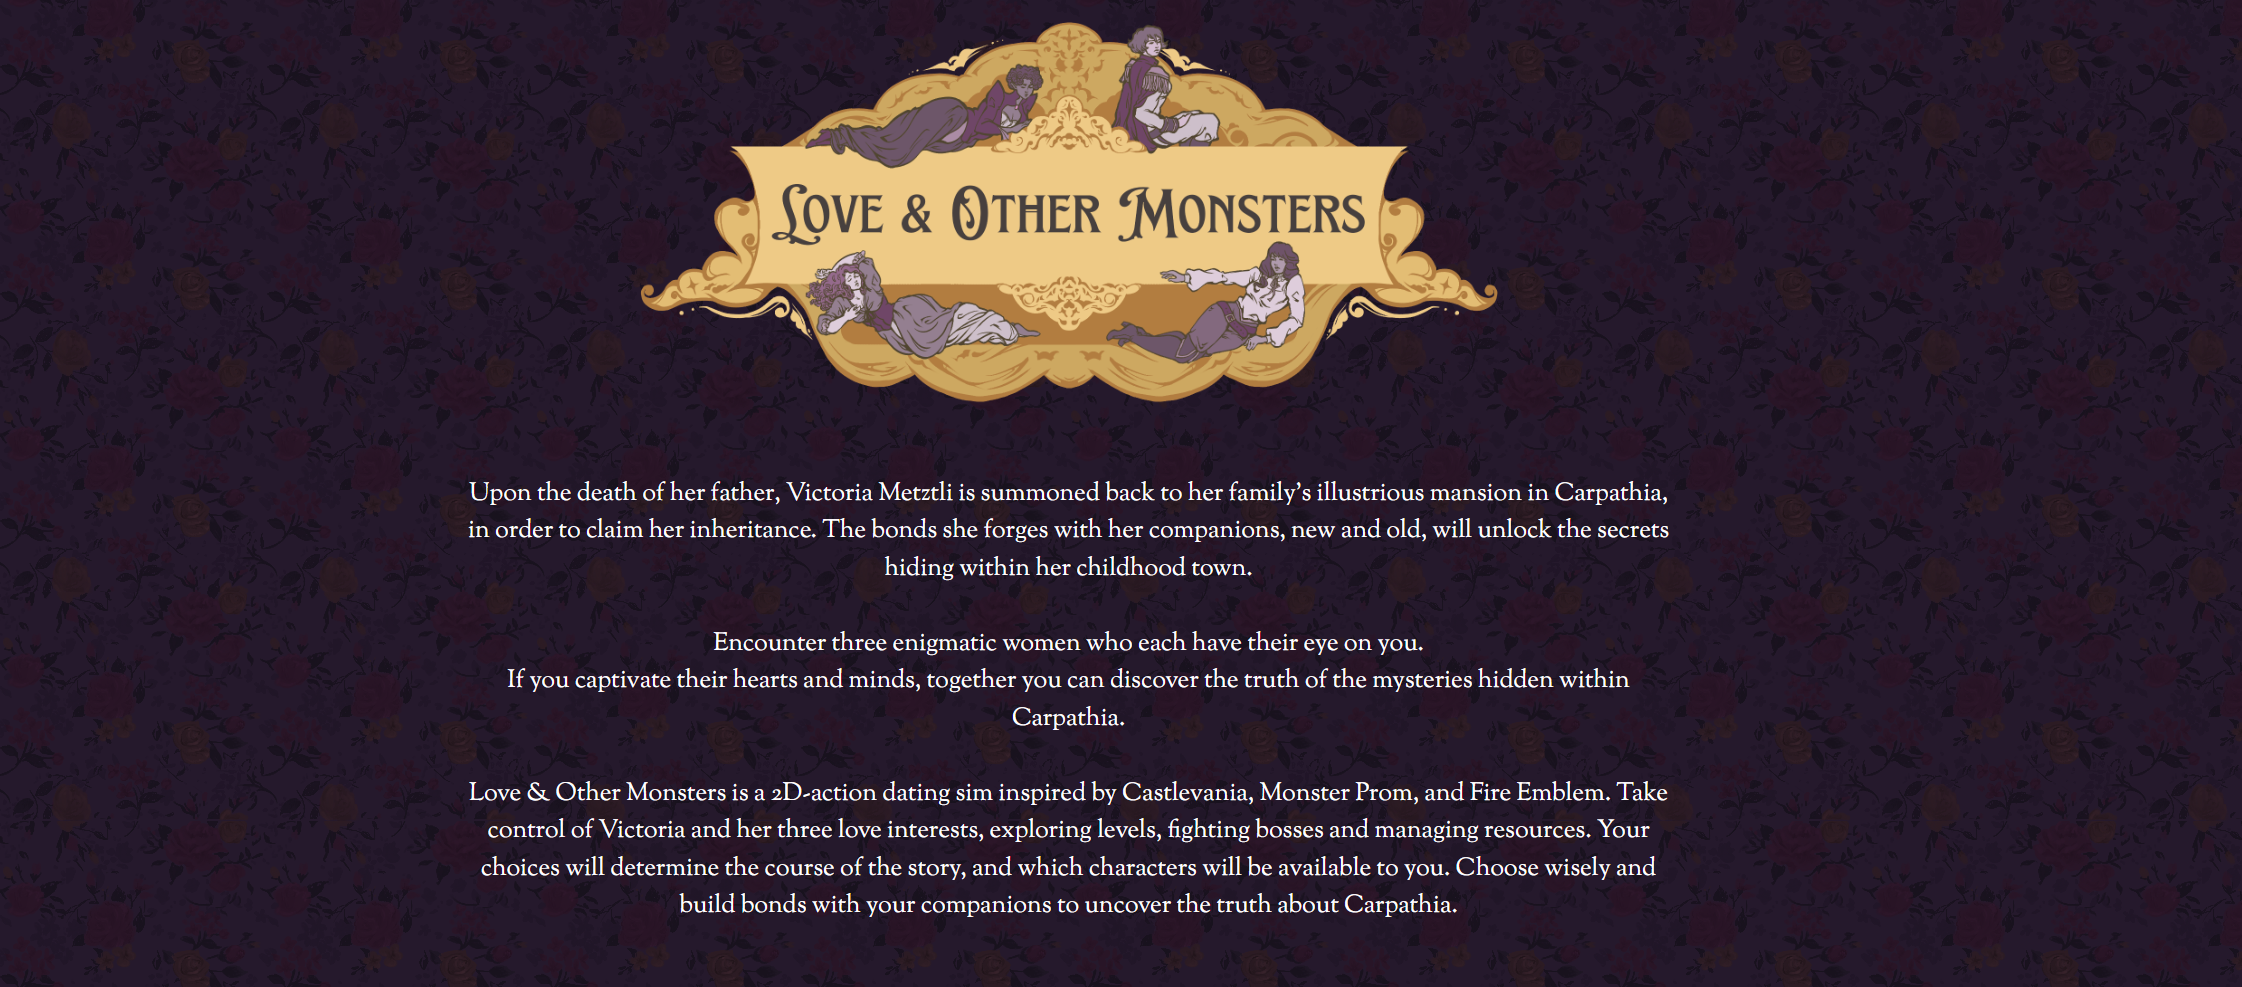 Love & Other Monsters
Upon the death of her father, Victoria Metztli is summoned back to her family’s illustrious mansion in Carpathia,
in order to claim her inheritance. The bonds she forges with her companions, new and old, will unlock the secrets
hiding within her childhood town.
Encounter three enigmatic women who each have their eye on you.
If you captivate their hearts and minds, together you can discover the truth of the mysteries hidden within
Carpathia.
Love & Other Monsters is a 2D-action dating sim inspired by Castlevania, Monster Prom, and Fire Emblem. Take
control of Victoria and her three love interests, exploring levels, fighting bosses and managing resources. Your
choices will determine the course of the story, and which characters will be available to you. Choose wisely and
build bonds with your companions to uncover the truth about Carpathia.